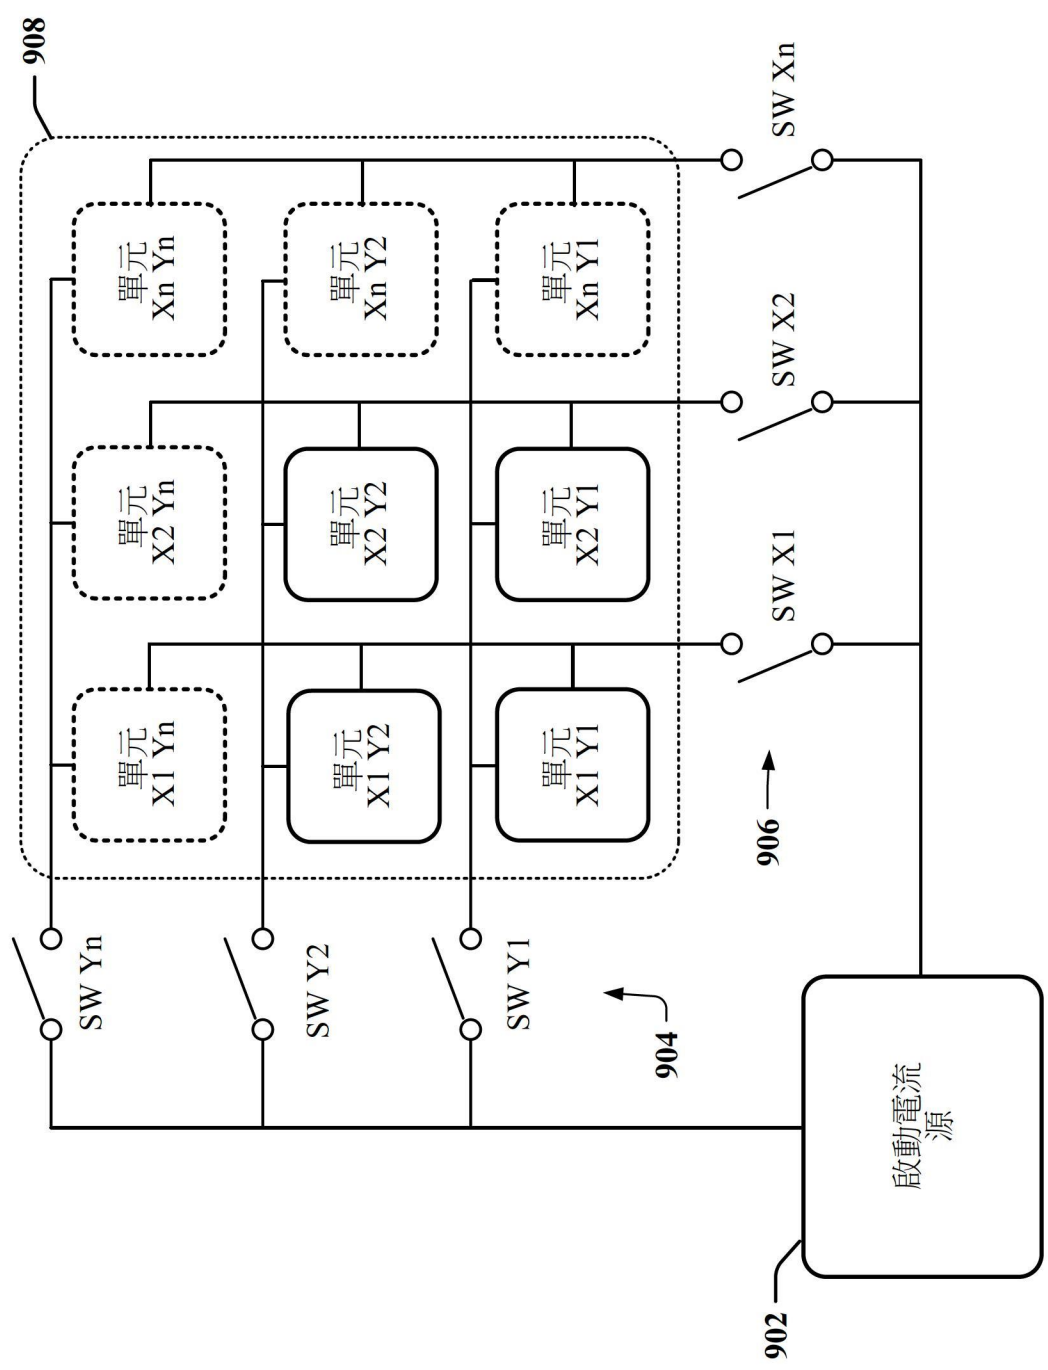 908
SW Yn
單元
X1 Yn
單元
X2 Yn
單元
Xn Yn
SW Y2
單元
X1 Y2
單元
X2 Y2
單元
Xn Y2
SW Y1
單元
X1 Y1
單元
X2 Y1
單元
Xn Y1
904
906
SW X1
SW X2
SW Xn
902
啟動電流
源